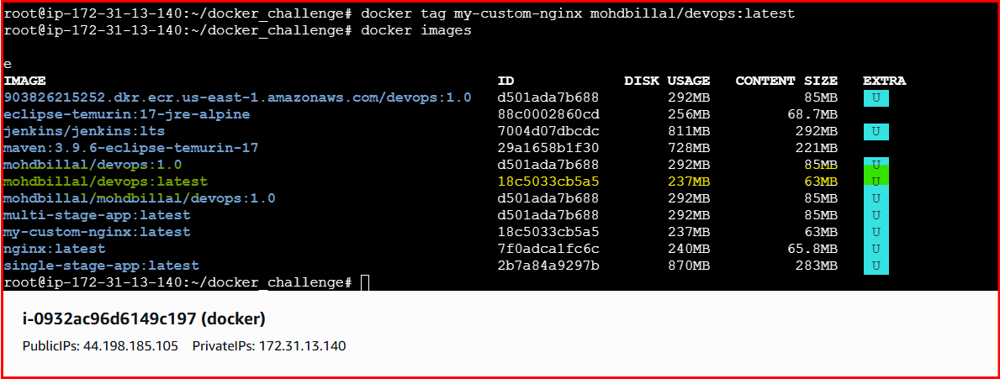 root@ip-172-31-13-140:~/docker_challenge# docker tag my-custom-nginx mohdbillal/devops:latest
root@ip-172-31-13-140:~/docker_challenge# docker images
e
IMAGE ID DISK USAGE CONTENT SIZE EXTRA
903826215252.dkr.ecr.us-east-1.amazonaws.com/devops:1.0 d501ada7b688 292MB 85MB U
eclipse-temurin:17-jre-alpine 88c0002860cd 256MB 68.7MB
jenkins/jenkins:lts 7004d07dbcdc 811MB 292MB U
maven:3.9.6-eclipse-temurin-17 29a1658b1f30 728MB 221MB
mohdbillal/devops:1.0 d501ada7b688 292MB 85MB U
mohdbillal/devops:latest 18c5033cb5a5 237MB 63MB U
mohdbillal/mohdbillal/devops:1.0 d501ada7b688 292MB 85MB U
multi-stage-app:latest d501ada7b688 292MB 85MB U
my-custom-nginx:latest 18c5033cb5a5 237MB 63MB U
nginx:latest 7f0adca1fc6c 240MB 65.8MB U
single-stage-app:latest 2b7a84a9297b 870MB 283MB U
root@ip-172-31-13-140:~/docker_challenge#
i-0932ac96d6149c197 (docker)
PublicIPs: 44.198.185.105 PrivateIPs: 172.31.13.140